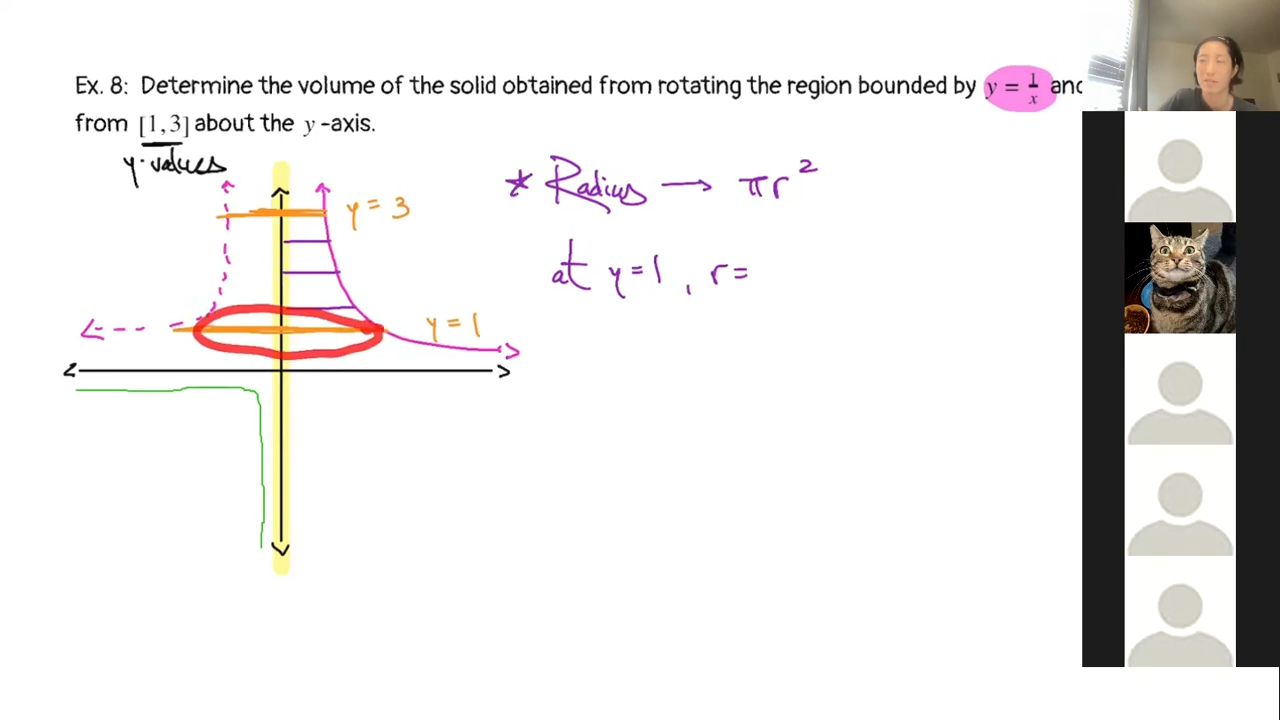 Ex. 8: Determine the volume of the solid obtained from rotating the region bounded by y = 1/x and
from [1,3] about the y-axis.
y-values
* Radius → πr²
y = 3
at y=1, r=
y = 1